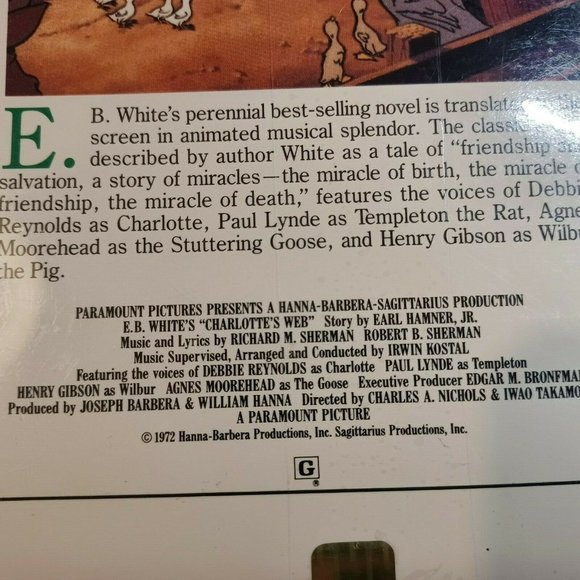 E. B. White's perennial best-selling novel is
screen in animated musical splendor. The classic
described by author White as a tale of "friendship
salvation, a story of miracles—the miracle of birth, the miracle
friendship, the miracle of death," features the voices of
Reynolds as Charlotte, Paul Lynde as Templeton the Rat,
Moorehead as the Stuttering Goose, and Henry Gibson as
the Pig.
PARAMOUNT PICTURES PRESENTS A HANNA-BARBERA-SAGITTARIUS PRODUCTION
E.B. WHITE'S "CHARLOTTE'S WEB" Story by EARL HAMNER, JR.
Music and Lyrics by RICHARD M. SHERMAN ROBERT B. SHERMAN
Music Supervised, Arranged and Conducted by IRWIN KOSTAL
Featuring the voices of DEBBIE REYNOLDS as Charlotte PAUL LYNDE as Templeton
HENRY GIBSON as Wilbur AGNES MOOREHEAD as The Goose Executive Producer EDGAR M.
Produced by JOSEPH BARBERA & WILLIAM HANNA Directed by CHARLES A. NICHOLS & IWAO
A PARAMOUNT PICTURE
© 1972 Hanna-Barbera Productions, Inc. Sagittarius Productions, Inc.
G
®